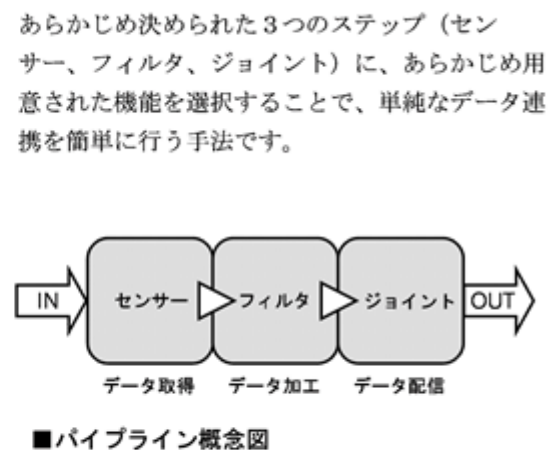 あらかじめ決められた３つのステップ（セン
サー、フィルタ、ジョイント）に、あらかじめ用
意された機能を選択することで、単純なデータ連
携を簡単に行う手法です。
IN センサー フィルタ ジョイント OUT
データ取得 データ加工 データ配信
■パイプライン概念図